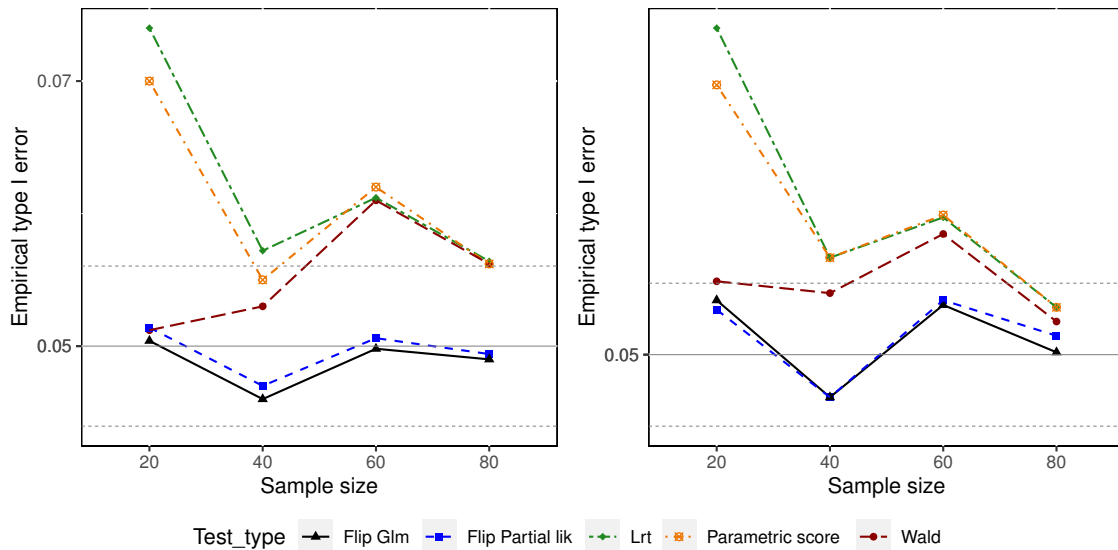 0.07
0.05
Empirical type I error
20 40 60 80
Sample size
0.05
Empirical type I error
20 40 60 80
Sample size
Test_type Flip Glm Flip Partial lik Lrt Parametric score Wald